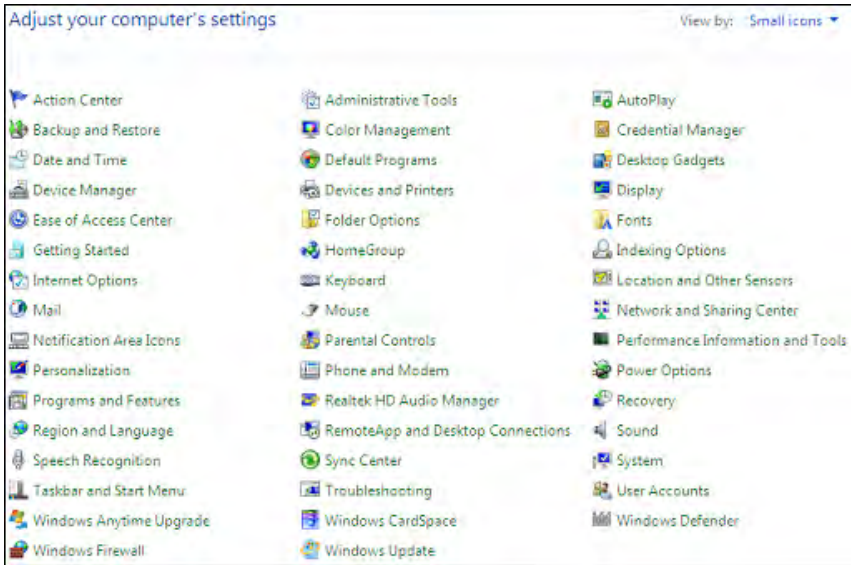 Adjust your computer's settings
View by: Small icons
Action Center Administrative Tools AutoPlay
Backup and Restore Color Management Credential Manager
Date and Time Default Programs Desktop Gadgets
Device Manager Devices and Printers Display
Ease of Access Center Folder Options Fonts
Getting Started HomeGroup Indexing Options
Internet Options Keyboard Location and Other Sensors
Mail Mouse Network and Sharing Center
Notification Area Icons Parental Controls Performance Information and Tools
Personalization Phone and Modem Power Options
Programs and Features Realtek HD Audio Manager Recovery
Region and Language RemoteApp and Desktop Connections Sound
Speech Recognition Sync Center System
Taskbar and Start Menu Troubleshooting User Accounts
Windows Anytime Upgrade Windows CardSpace Windows Defender
Windows Firewall Windows Update